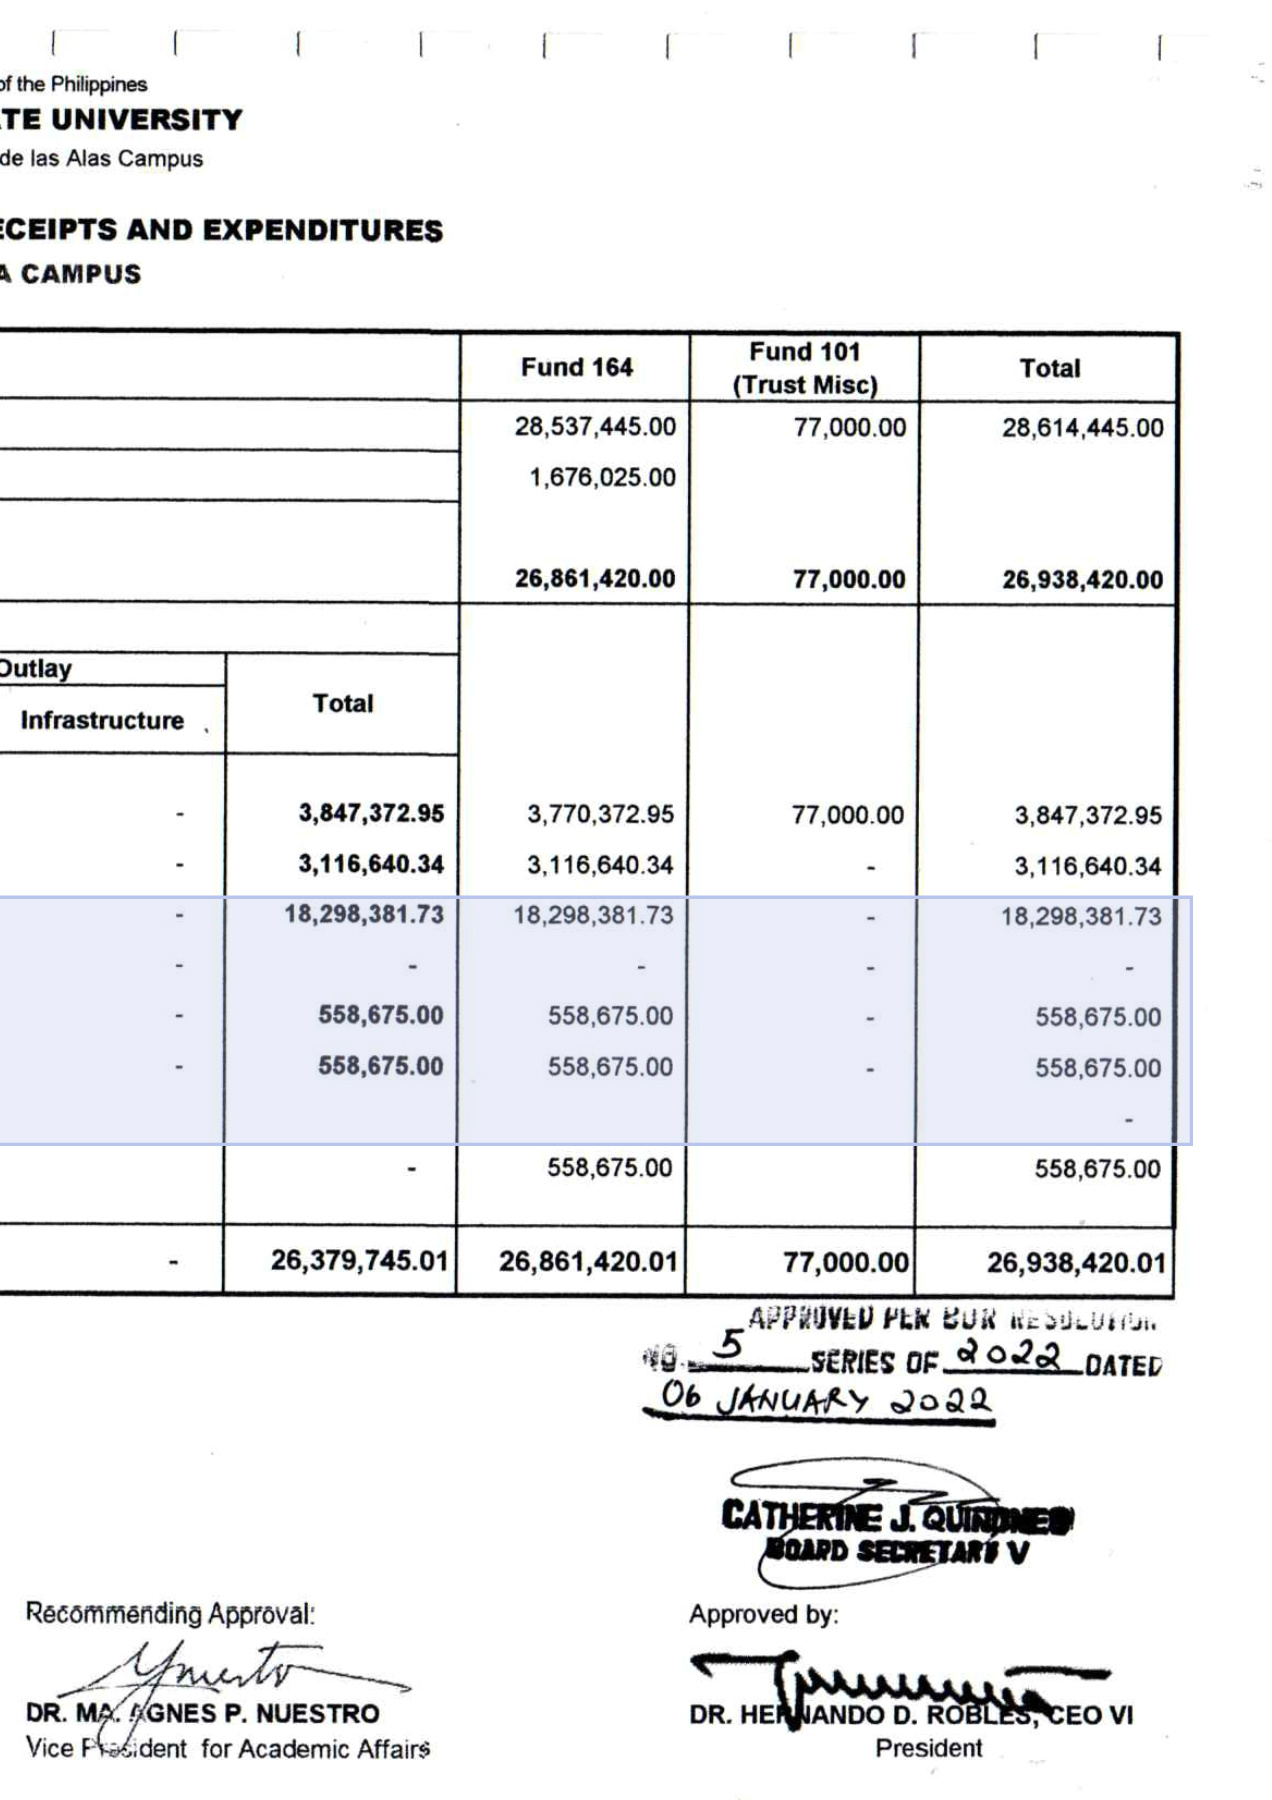 of the Philippines
TE UNIVERSITY
de las Alas Campus
ECEIPTS AND EXPENDITURES
A CAMPUS
Fund 164 Fund 101 (Trust Misc) Total
28,537,445.00 77,000.00 28,614,445.00
1,676,025.00
26,861,420.00 77,000.00 26,938,420.00
Outlay
Infrastructure Total
- 3,847,372.95 3,770,372.95 77,000.00 3,847,372.95
- 3,116,640.34 3,116,640.34 - 3,116,640.34
- 18,298,381.73 18,298,381.73 - 18,298,381.73
- - - - -
- 558,675.00 558,675.00 - 558,675.00
- 558,675.00 558,675.00 - 558,675.00
-
- 558,675.00 558,675.00
- 26,379,745.01 26,861,420.01 77,000.00 26,938,420.01
APPROVED PER BOR RESOLUTION
NO. 5 SERIES OF 2022 DATED
06 JANUARY 2022
CATHERINE J. QUINONES
BOARD SECRETARY V
Recommending Approval: Approved by:
DR. MA. AGNES P. NUESTRO DR. HERNANDO D. ROBLES, CEO VI
Vice President for Academic Affairs President